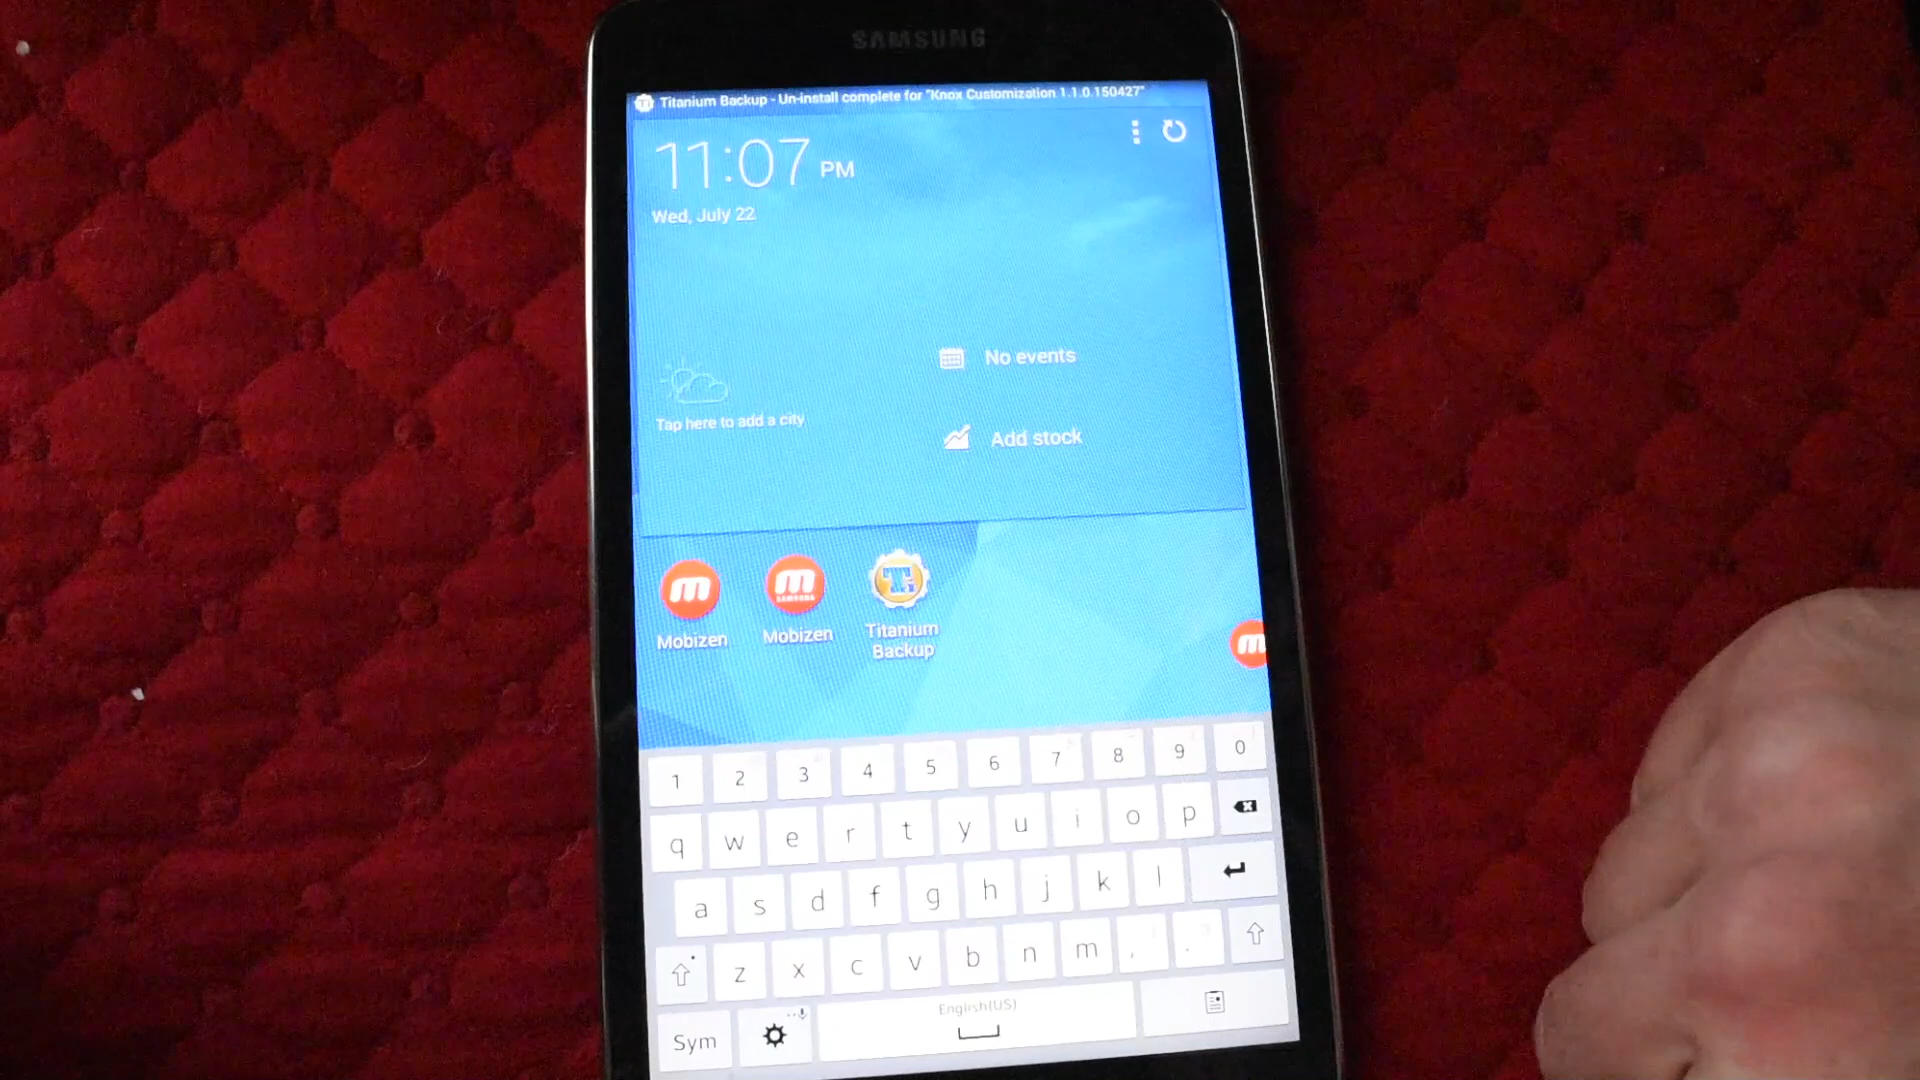 SAMSUNG
Titanium Backup - Un-install complete for "Knox Customization 1.1.0.150427"
11:07 PM
Wed, July 22
No events
Tap here to add a city
Add stock
m
m
SAMSUNG
Mobizen
Mobizen
Titanium
Backup
m
1 2 3 4 5 6 7 8 9 0
q w e r t y u i o p
a s d f g h j k l
z x c v b n m , .
English(US)
Sym